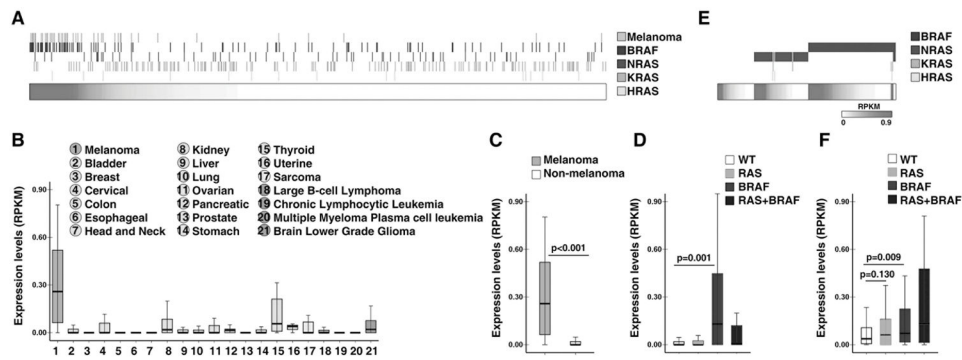 A
Melanoma
BRAF
NRAS
KRAS
HRAS
E
BRAF
NRAS
KRAS
HRAS
RPKM
0 0.9
B
1 Melanoma
2 Bladder
3 Breast
4 Cervical
5 Colon
6 Esophageal
7 Head and Neck
8 Kidney
9 Liver
10 Lung
11 Ovarian
12 Pancreatic
13 Prostate
14 Stomach
15 Thyroid
16 Uterine
17 Sarcoma
18 Large B-cell Lymphoma
19 Chronic Lymphocytic Leukemia
20 Multiple Myeloma Plasma cell leukemia
21 Brain Lower Grade Glioma
Expression levels (RPKM)
0.90
0.60
0.30
0.00
1 2 3 4 5 6 7 8 9 10 11 12 13 14 15 16 17 18 19 20 21
C
Melanoma
Non-melanoma
Expression levels (RPKM)
0.90
0.60
0.30
0.00
p<0.001
D
WT
RAS
BRAF
RAS+BRAF
Expression levels (RPKM)
0.90
0.60
0.30
0.00
p=0.001
F
WT
RAS
BRAF
RAS+BRAF
Expression levels (RPKM)
0.90
0.60
0.30
0.00
p=0.009
p=0.130